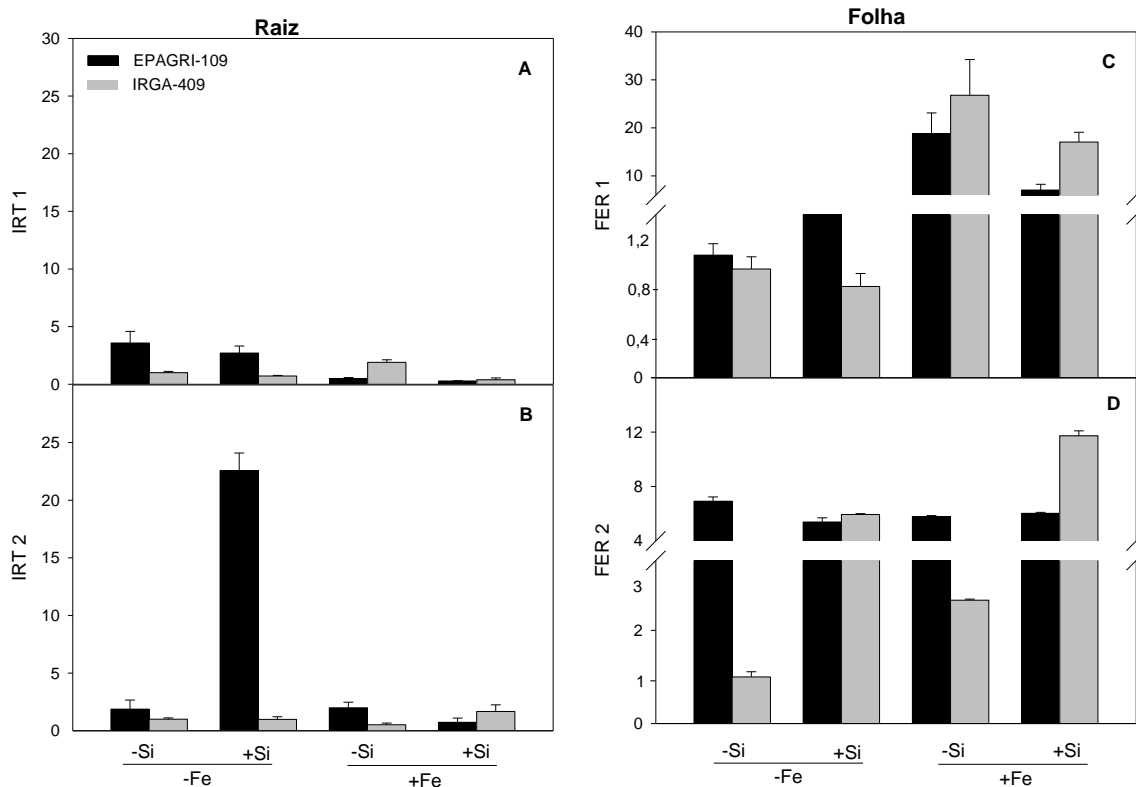 Raiz
30
25
20
15
10
5
0
IRT 1
EPAGRI-109
IRGA-409
A
25
20
15
10
5
0
IRT 2
B
-Si
+Si
-Si
+Si
-Fe
+Fe
Folha
40
30
20
10
1,2
0,8
0,4
0
FER 1
C
12
8
4
3
2
1
0
FER 2
D
-Si
+Si
-Si
+Si
-Fe
+Fe